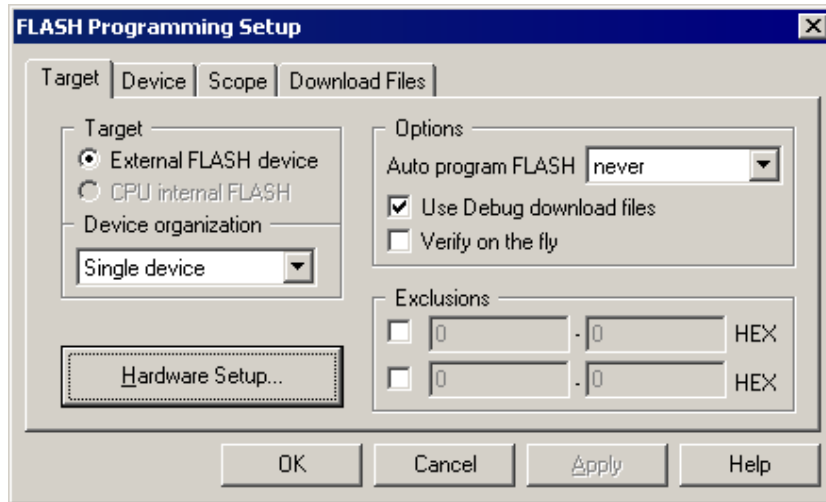 FLASH Programming Setup
Target Device Scope Download Files
Target
External FLASH device
CPU internal FLASH
Device organization
Single device
Hardware Setup...
Options
Auto program FLASH never
Use Debug download files
Verify on the fly
Exclusions
0 - 0 HEX
0 - 0 HEX
OK Cancel Apply Help